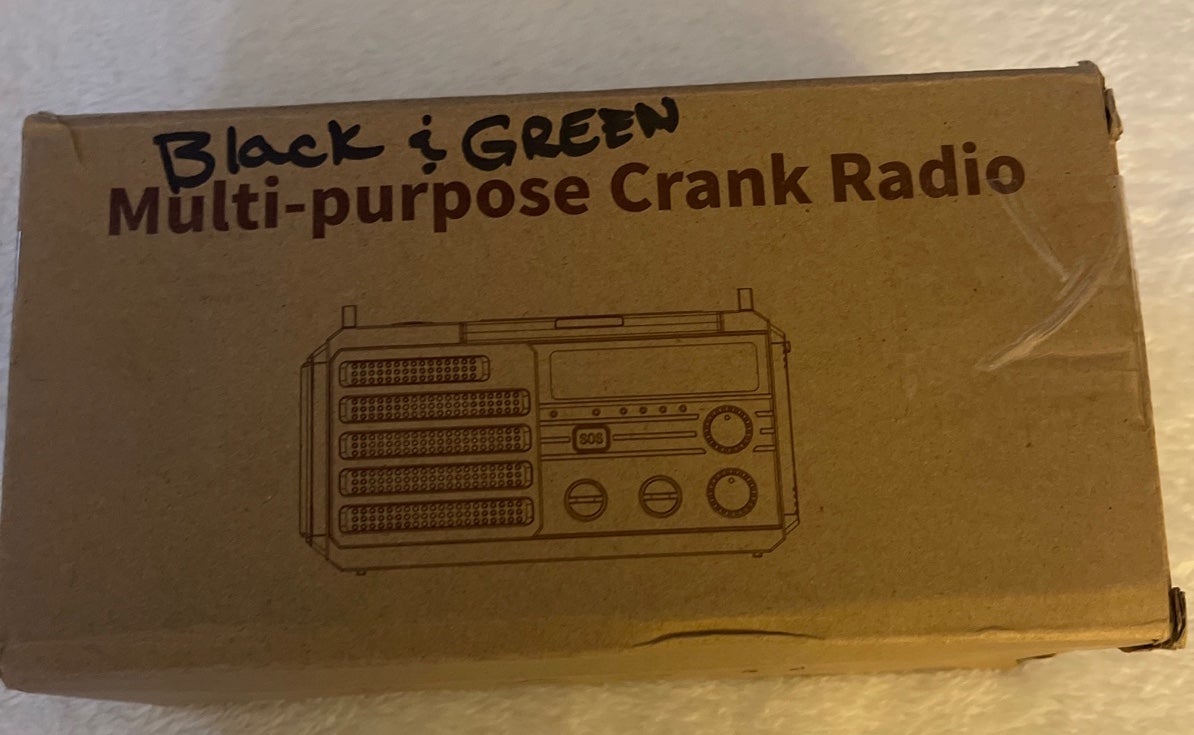 Black & GREEN
Multi-purpose Crank Radio
SOS